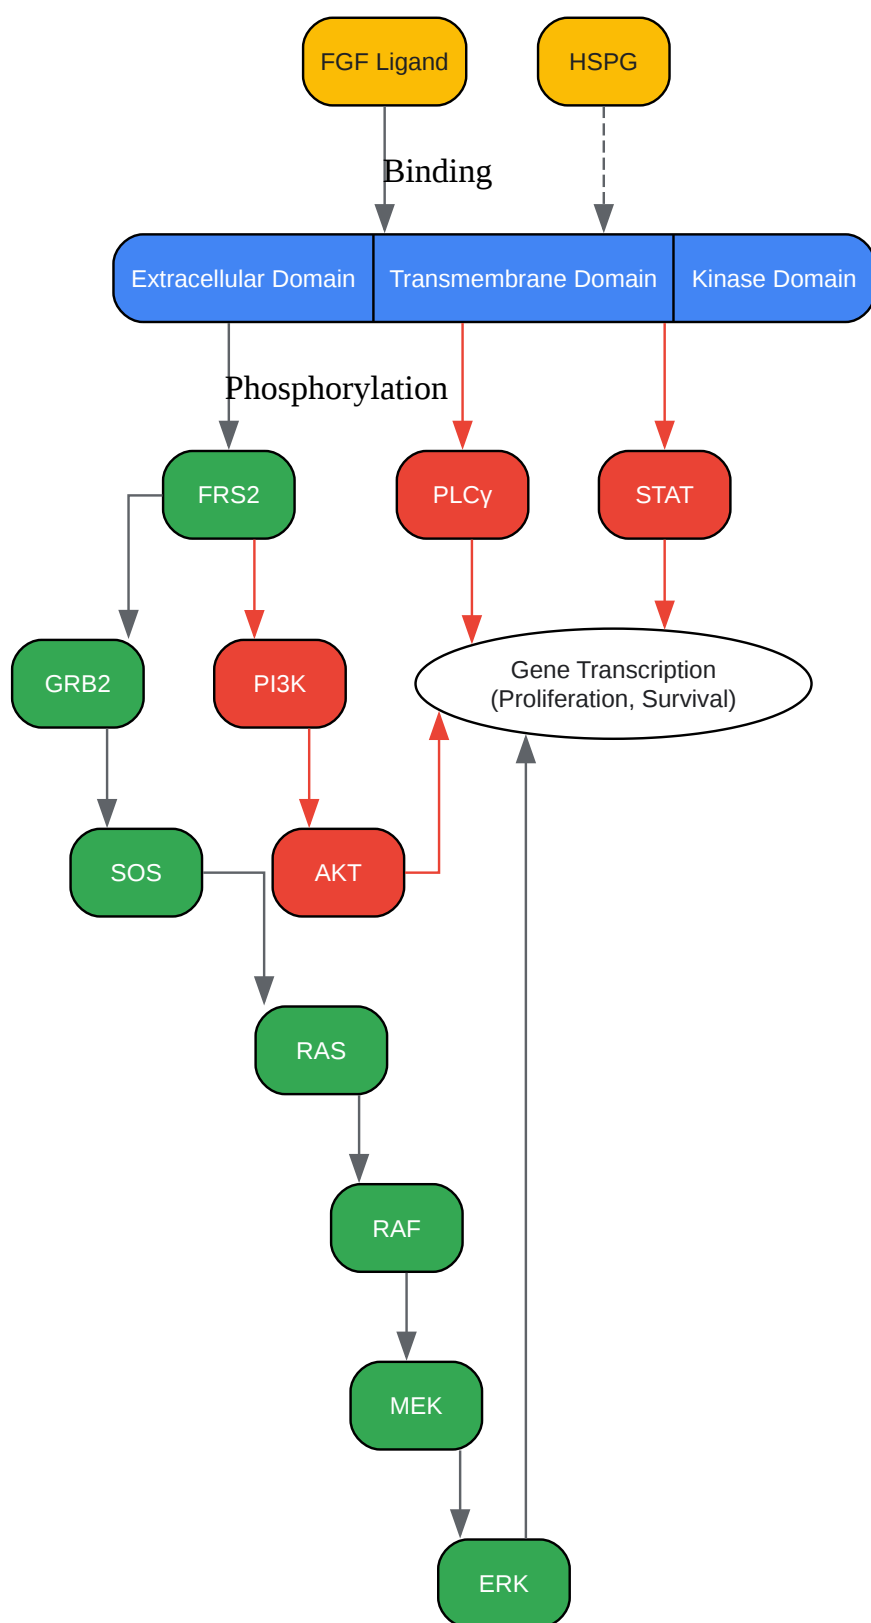 FGF Ligand
HSPG
Binding
Extracellular Domain
Transmembrane Domain
Kinase Domain
Phosphorylation
FRS2
PLCγ
STAT
GRB2
PI3K
Gene Transcription
(Proliferation, Survival)
SOS
AKT
RAS
RAF
MEK
ERK